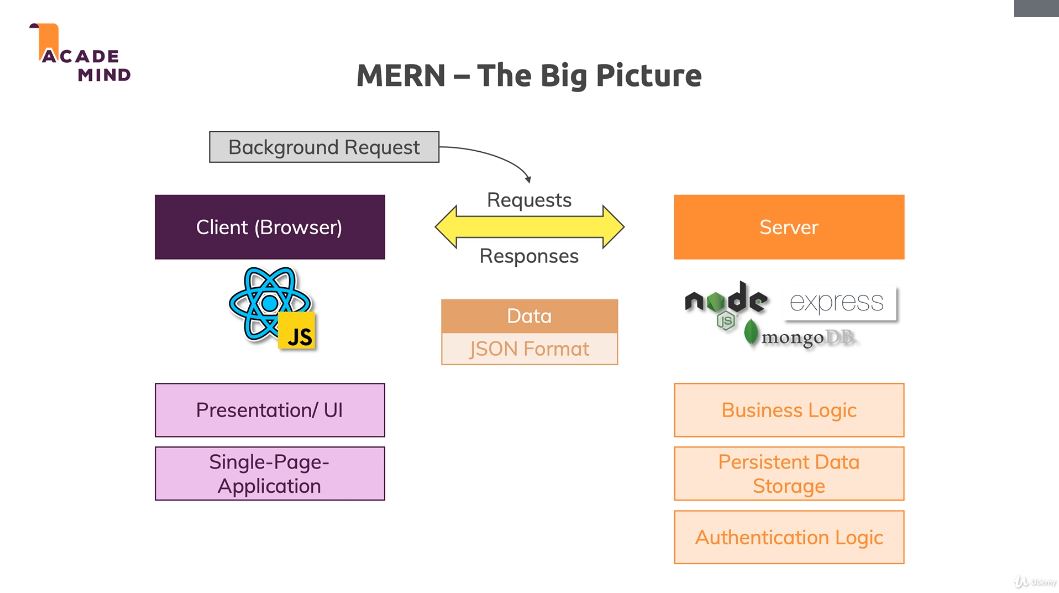 ACADE
MIND
MERN – The Big Picture
Background Request
Requests
Client (Browser)
Server
Responses
JS
node
JS
express
mongoDB
Data
JSON Format
Presentation/ UI
Business Logic
Single-Page-
Application
Persistent Data
Storage
Authentication Logic
Udemy